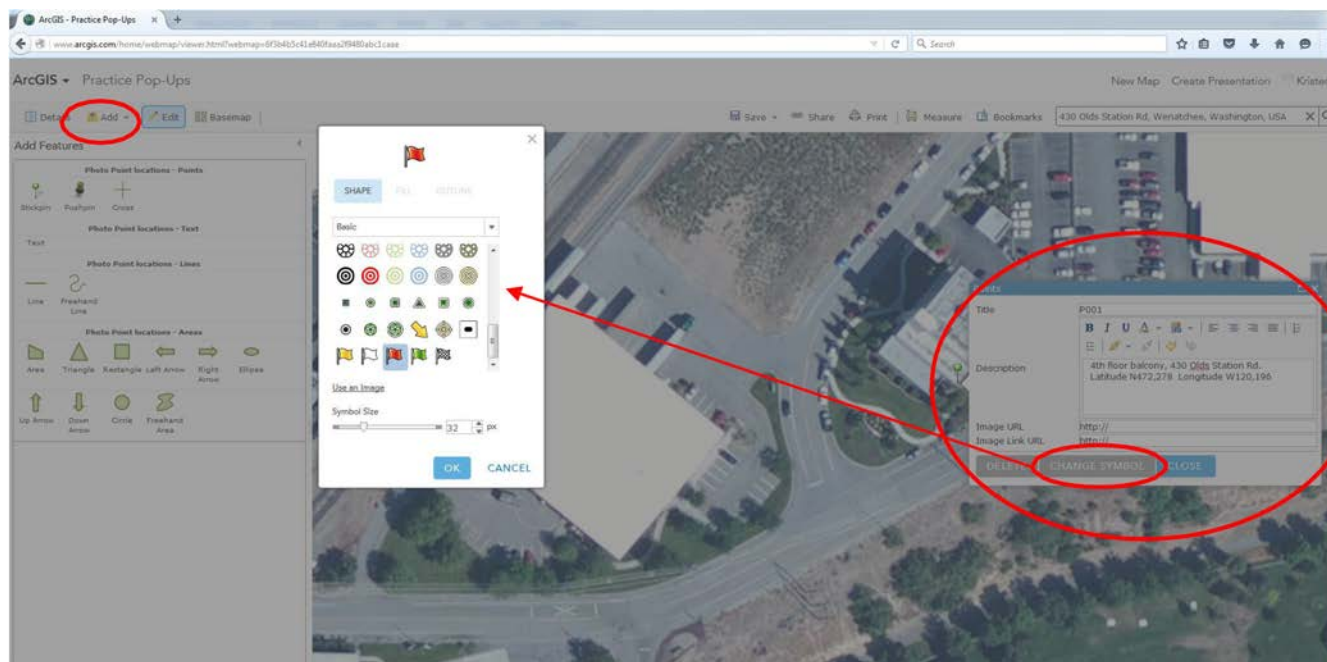 ArcGIS - Practice Pop-Ups
www.arcgis.com/home/webmap/viewer.html?webmap=6f3b4b5c41e840faaa2f9480abc1caae
Search
ArcGIS Practice Pop-Ups
New Map Create Presentation Kristen
Details Add Edit Basemap
Save Share Print Measure Bookmarks 430 Olds Station Rd, Wenatchee, Washington, USA
Add Features
Photo Point locations - Points
Stickpin Pushpin Cross
Photo Point locations - Text
Text
Photo Point locations - Lines
Line Freehand Line
Photo Point locations - Areas
Area Triangle Rectangle Left Arrow Right Arrow Ellipse
Up Arrow Down Arrow Circle Freehand Area
SHAPE FILL OUTLINE
Basic
Use an Image
Symbol Size
32 px
OK CANCEL
Points
Title P001
B I U A
Description
4th floor balcony, 430 Olds Station Rd..
Latitude N472,278 Longitude W120,196
Image URL http://
Image Link URL http://
DELETE CHANGE SYMBOL CLOSE